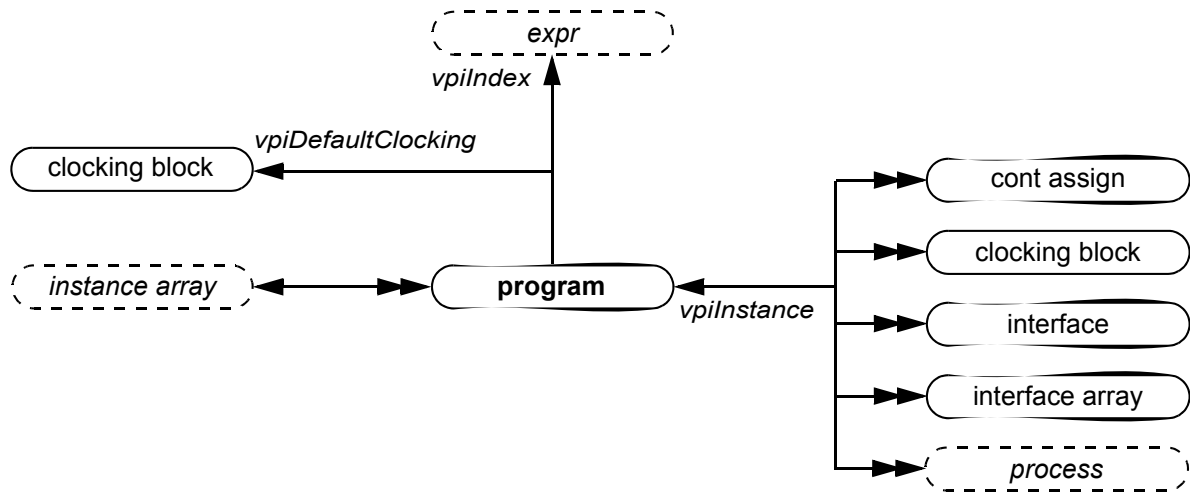 expr
vpiIndex
vpiDefaultClocking
clocking block
cont assign
clocking block
instance array
program
vpiInstance
interface
interface array
process